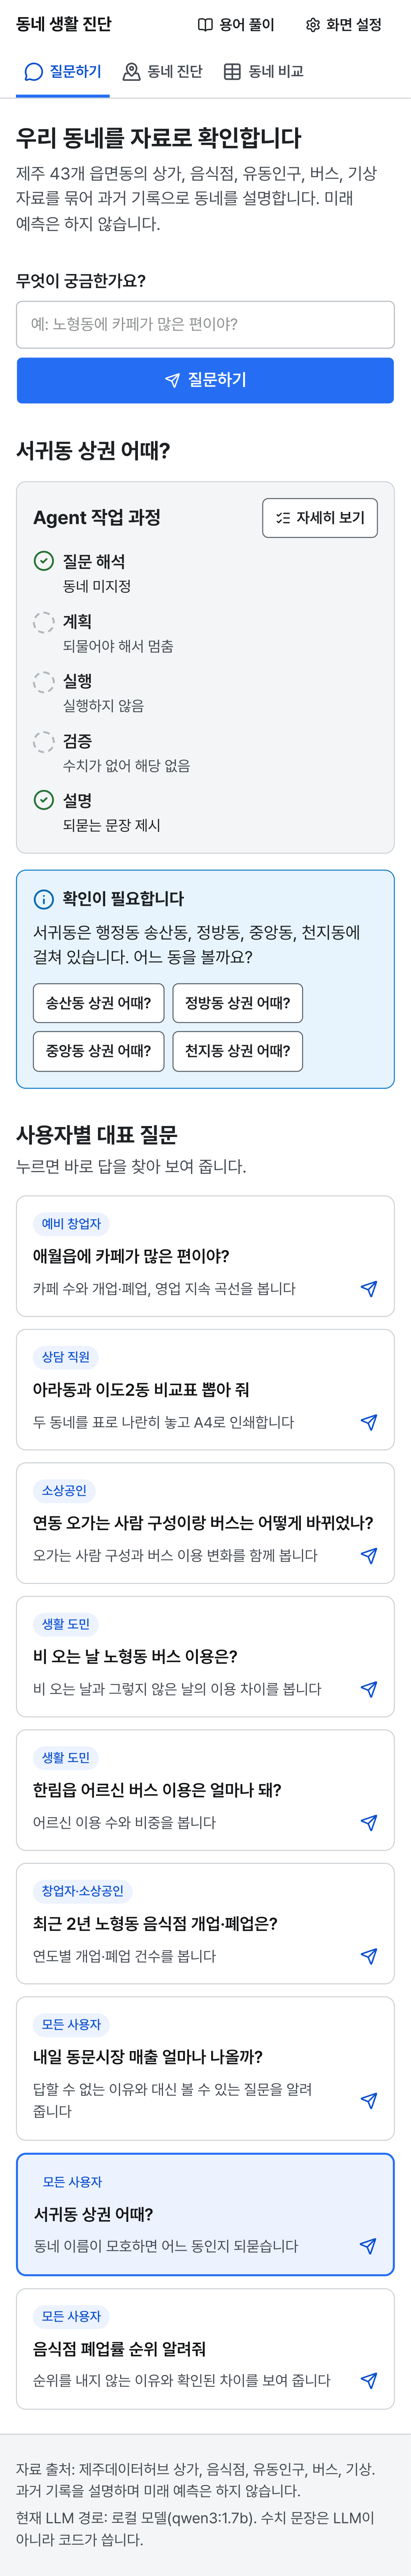 동네 생활 진단
용어 풀이
화면 설정
질문하기
동네 진단
동네 비교
우리 동네를 자료로 확인합니다
제주 43개 읍면동의 상가, 음식점, 유동인구, 버스, 기상
자료를 묶어 과거 기록으로 동네를 설명합니다. 미래
예측은 하지 않습니다.
무엇이 궁금한가요?
예: 노형동에 카페가 많은 편이야?
질문하기
서귀동 상권 어때?
Agent 작업 과정
자세히 보기
질문 해석
동네 미지정
계획
되물어야 해서 멈춤
실행
실행하지 않음
검증
수치가 없어 해당 없음
설명
되묻는 문장 제시
확인이 필요합니다
서귀동은 행정동 송산동, 정방동, 중앙동, 천지동에
걸쳐 있습니다. 어느 동을 볼까요?
송산동 상권 어때?
정방동 상권 어때?
중앙동 상권 어때?
천지동 상권 어때?
사용자별 대표 질문
누르면 바로 답을 찾아 보여 줍니다.
예비 창업자
애월읍에 카페가 많은 편이야?
카페 수와 개업·폐업, 영업 지속 곡선을 봅니다
상담 직원
아라동과 이도2동 비교표 뽑아 줘
두 동네를 표로 나란히 놓고 A4로 인쇄합니다
소상공인
연동 오가는 사람 구성이랑 버스는 어떻게 바뀌었나?
오가는 사람 구성과 버스 이용 변화를 함께 봅니다
생활 도민
비 오는 날 노형동 버스 이용은?
비 오는 날과 그렇지 않은 날의 이용 차이를 봅니다
생활 도민
한림읍 어르신 버스 이용은 얼마나 돼?
어르신 이용 수와 비중을 봅니다
창업자·소상공인
최근 2년 노형동 음식점 개업·폐업은?
연도별 개업·폐업 건수를 봅니다
모든 사용자
내일 동문시장 매출 얼마나 나올까?
답할 수 없는 이유와 대신 볼 수 있는 질문을 알려
줍니다
모든 사용자
서귀동 상권 어때?
동네 이름이 모호하면 어느 동인지 되묻습니다
모든 사용자
음식점 폐업률 순위 알려줘
순위를 내지 않는 이유와 확인된 차이를 보여 줍니다
자료 출처: 제주데이터허브 상가, 음식점, 유동인구, 버스, 기상.
과거 기록을 설명하며 미래 예측은 하지 않습니다.
현재 LLM 경로: 로컬 모델(qwen3:1.7b). 수치 문장은 LLM이
아니라 코드가 씁니다.